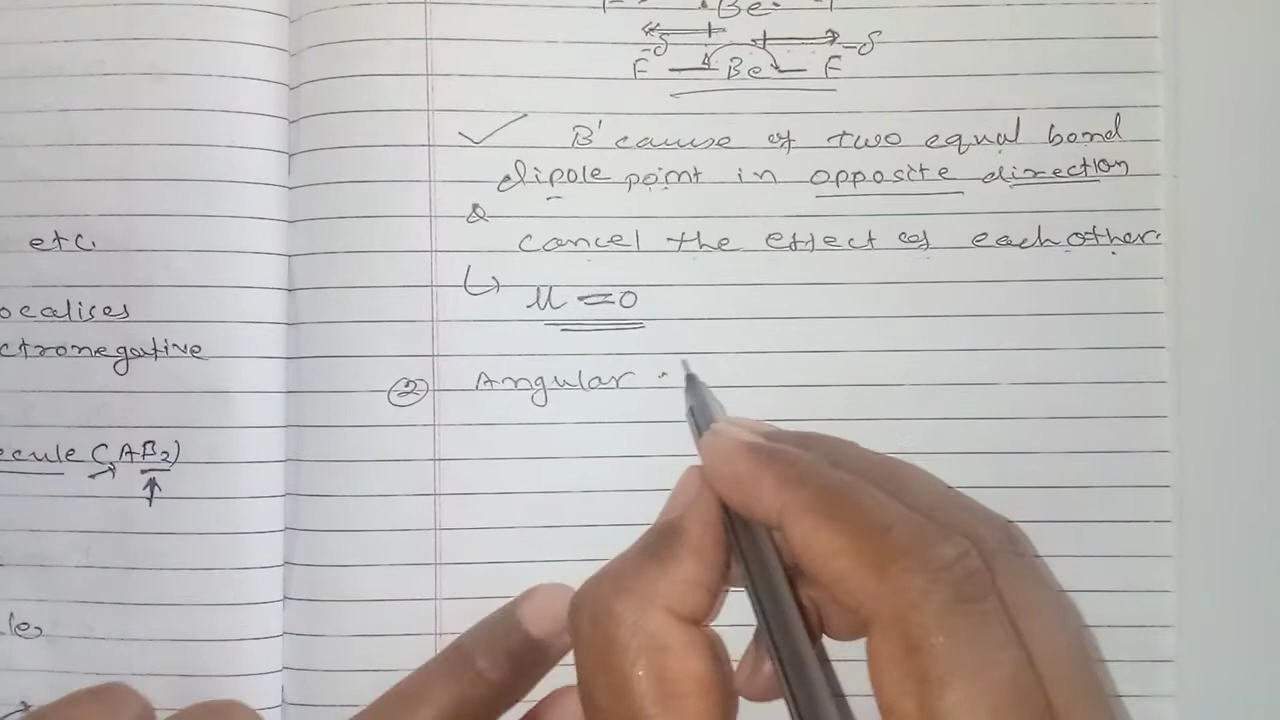 etc.
ocalises
ctronegative
ecule (AB2)
le
Be
-δ -δ
F — Be — F
B'cause of two equal bond
dipole point in opposite direction
&
cancel the effect of each other.
↳ μ = 0
② Angular